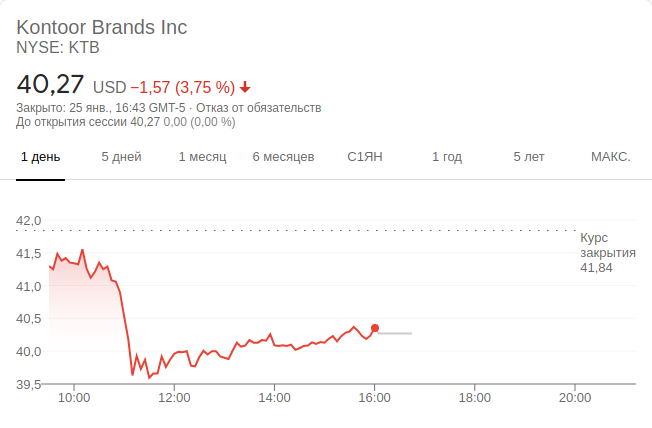 Kontoor Brands Inc
NYSE: KTB
40,27 USD −1,57 (3,75 %)
Закрыто: 25 янв., 16:43 GMT-5 · Отказ от обязательств
До открытия сессии 40,27 0,00 (0,00 %)
1 день 5 дней 1 месяц 6 месяцев С1ЯН 1 год 5 лет МАКС.
42,0
Курс
закрытия
41,84
41,5
41,0
40,5
40,0
39,5
10:00 12:00 14:00 16:00 18:00 20:00